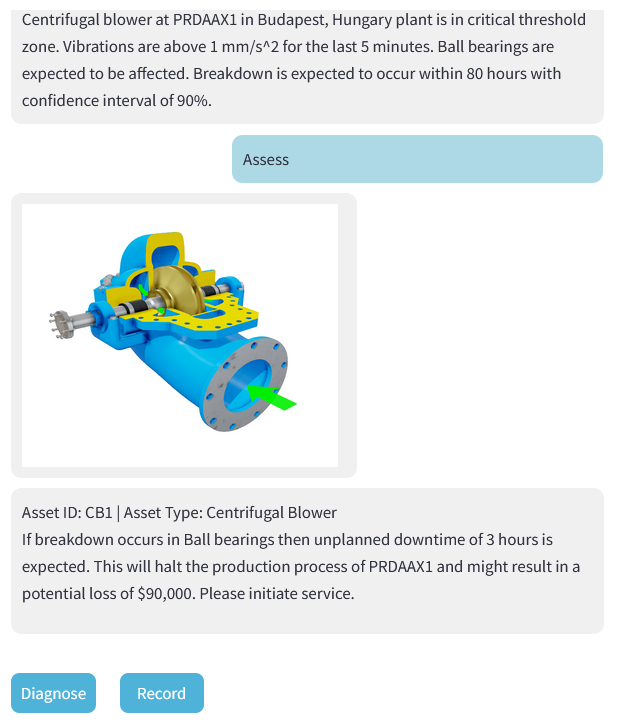 Centrifugal blower at PRDAAX1 in Budapest, Hungary plant is in critical threshold
zone. Vibrations are above 1 mm/s^2 for the last 5 minutes. Ball bearings are
expected to be affected. Breakdown is expected to occur within 80 hours with
confidence interval of 90%.
Assess
Asset ID: CB1 | Asset Type: Centrifugal Blower
If breakdown occurs in Ball bearings then unplanned downtime of 3 hours is
expected. This will halt the production process of PRDAAX1 and might result in a
potential loss of $90,000. Please initiate service.
Diagnose
Record